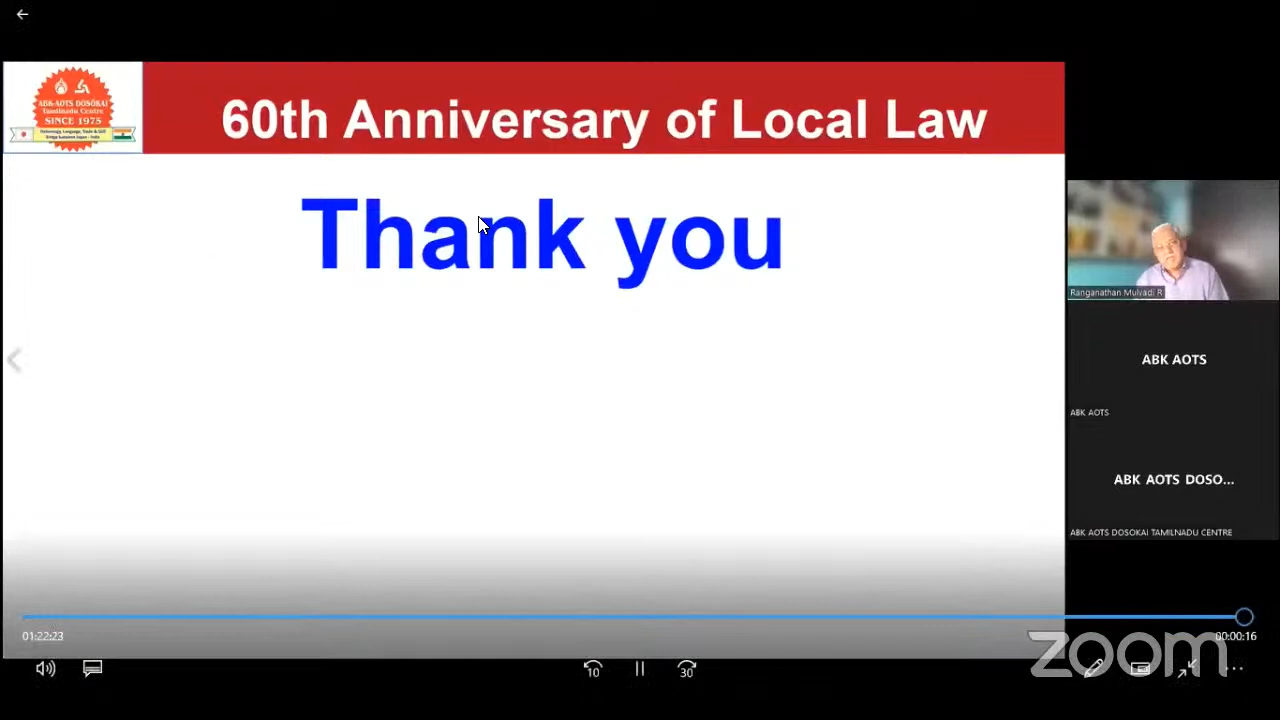 60th Anniversary of Local Law
ABK-AOTS DOSOKAI
Tamilnadu Centre
SINCE 1975
Thank you
Ranganathan Mulvadi R
ABK AOTS
ABK AOTS
ABK AOTS DOSO...
ABK AOTS DOSOKAI TAMILNADU CENTRE
01:22:23
00:00:16
zoom
10
30